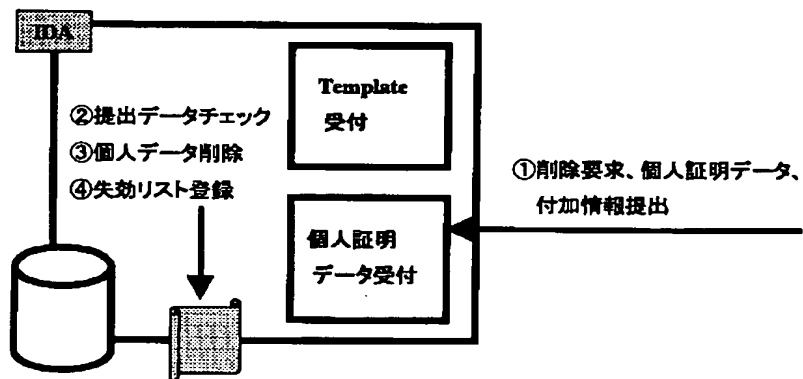 IDA
Template
受付
②提出データチェック
③個人データ削除
④失効リスト登録
①削除要求、個人証明データ、
付加情報提出
個人証明
データ受付